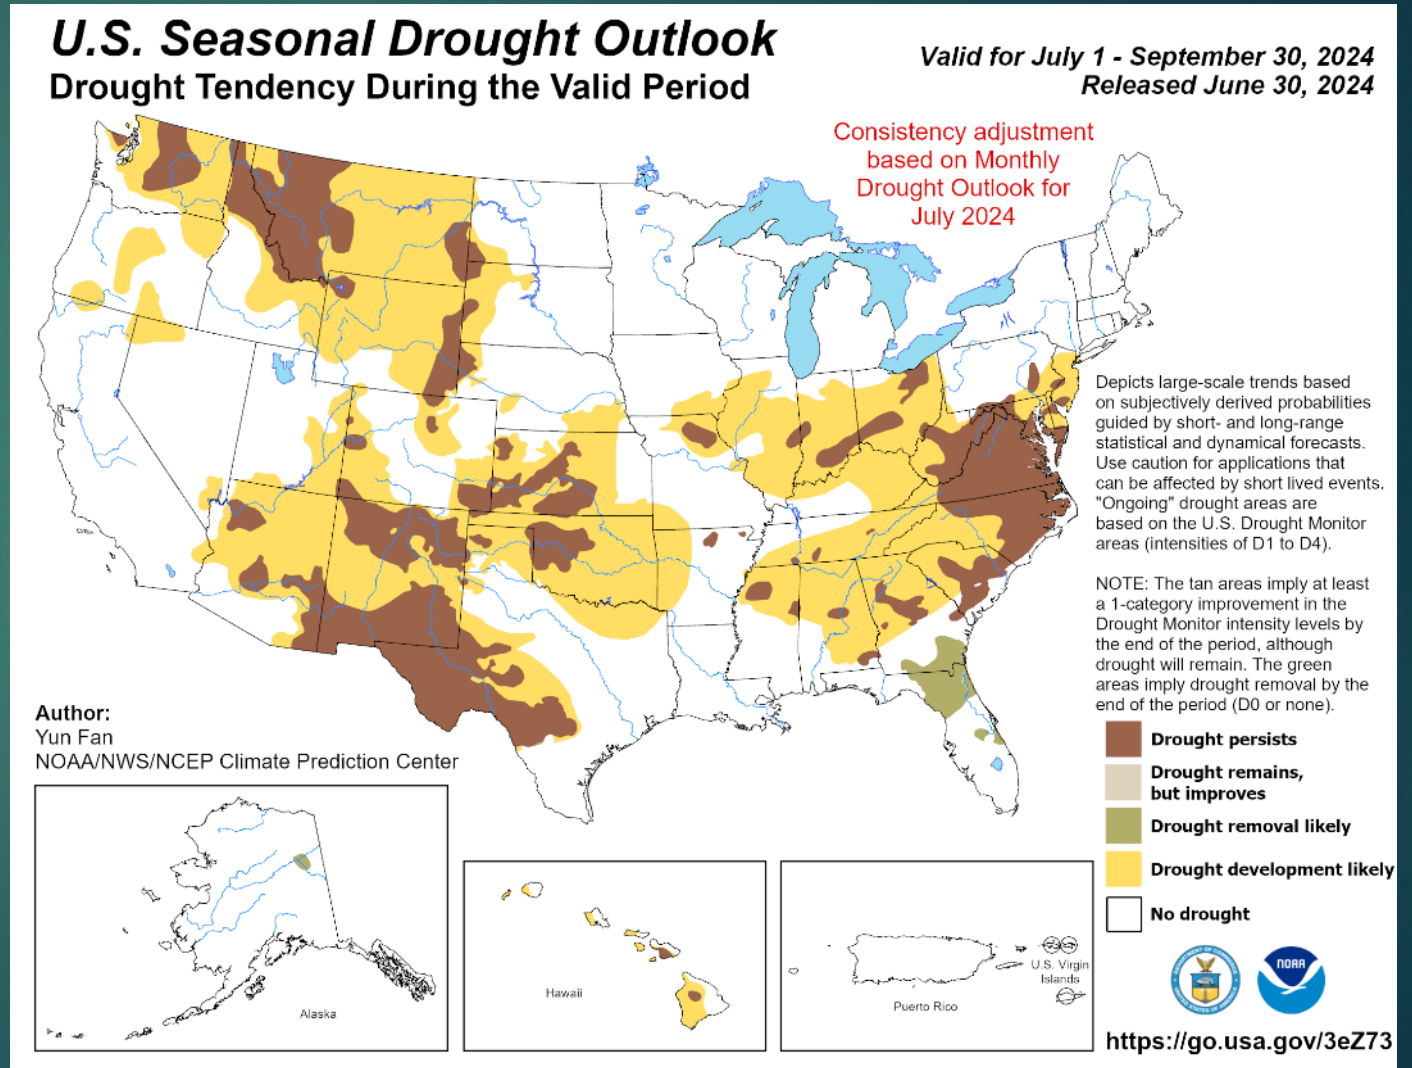 U.S. Seasonal Drought Outlook
Drought Tendency During the Valid Period
Valid for July 1 - September 30, 2024
Released June 30, 2024
Consistency adjustment
based on Monthly
Drought Outlook for
July 2024
Depicts large-scale trends based
on subjectively derived probabilities
guided by short- and long-range
statistical and dynamical forecasts.
Use caution for applications that
can be affected by short lived events.
"Ongoing" drought areas are
based on the U.S. Drought Monitor
areas (intensities of D1 to D4).
NOTE: The tan areas imply at least
a 1-category improvement in the
Drought Monitor intensity levels by
the end of the period, although
drought will remain. The green
areas imply drought removal by the
end of the period (D0 or none).
Author:
Yun Fan
NOAA/NWS/NCEP Climate Prediction Center
Drought persists
Drought remains,
but improves
Drought removal likely
Drought development likely
No drought
Alaska
Hawaii
Puerto Rico
U.S. Virgin
Islands
NOAA
https://go.usa.gov/3eZ73